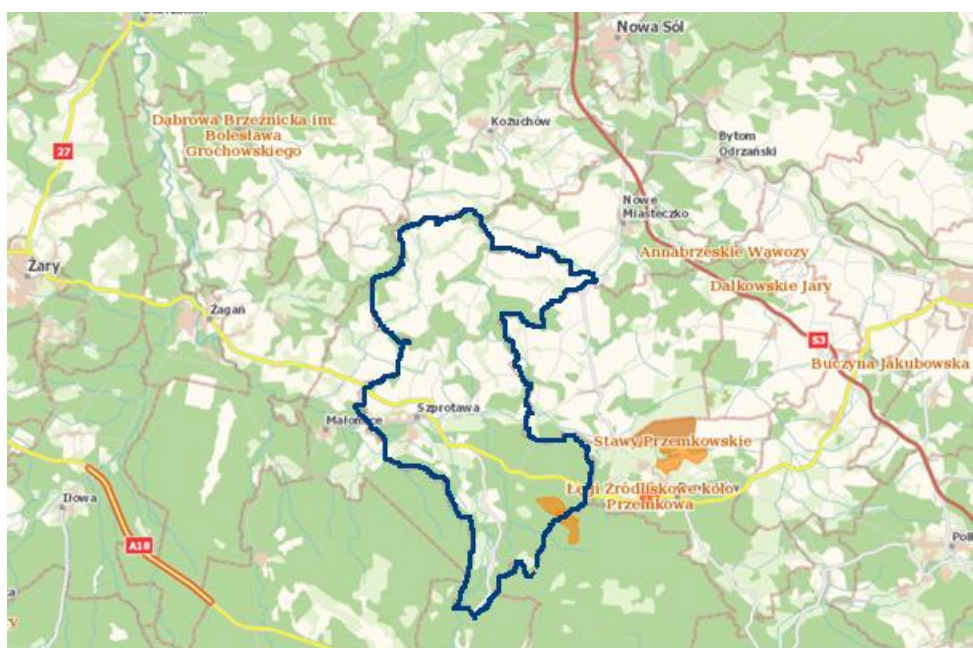 Nowa Sól
Kożuchów
Dąbrowa Brzeźnicka im.
Bolesława
Grochowskiego
27
Bytom
Odrzański
Nowe
Miasteczko
Annabrzeskie Wąwozy
Żary
Dalkowskie Jary
Żagań
S3
Buczyna Jakubowska
Szprotawa
Małomice
Stawy Przemkowskie
Łęgi Źródliskowe koło
Przemkowa
Iłowa
A18